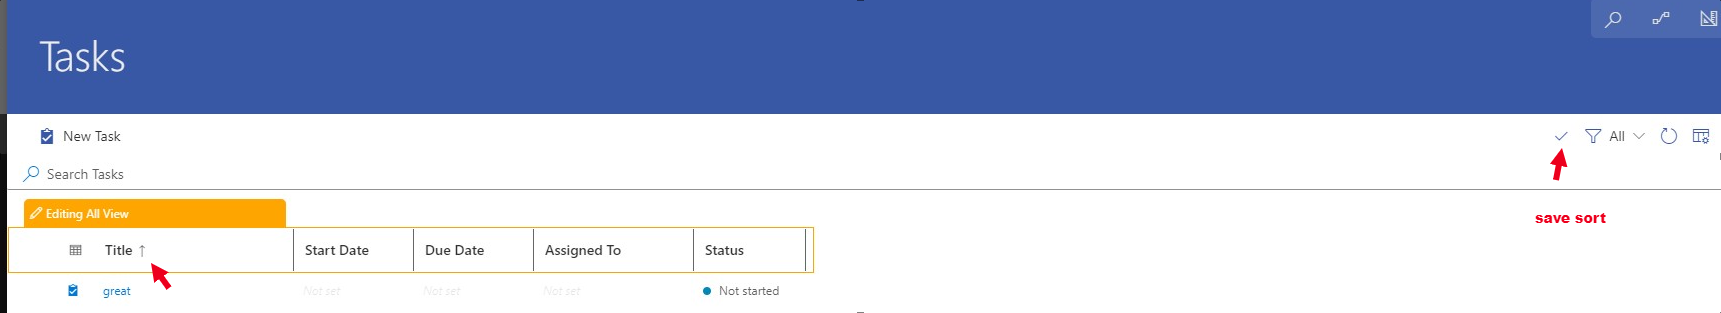 Tasks
New Task
All
Search Tasks
save sort
Editing All View
Title ↑ Start Date Due Date Assigned To Status
great Not set Not set Not set Not started